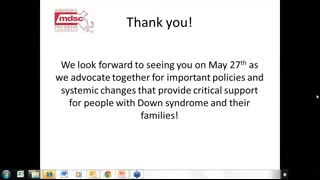 mdsc
Thank you!
We look forward to seeing you on May 27th as
we advocate together for important policies and
systemic changes that provide critical support
for people with Down syndrome and their
families!